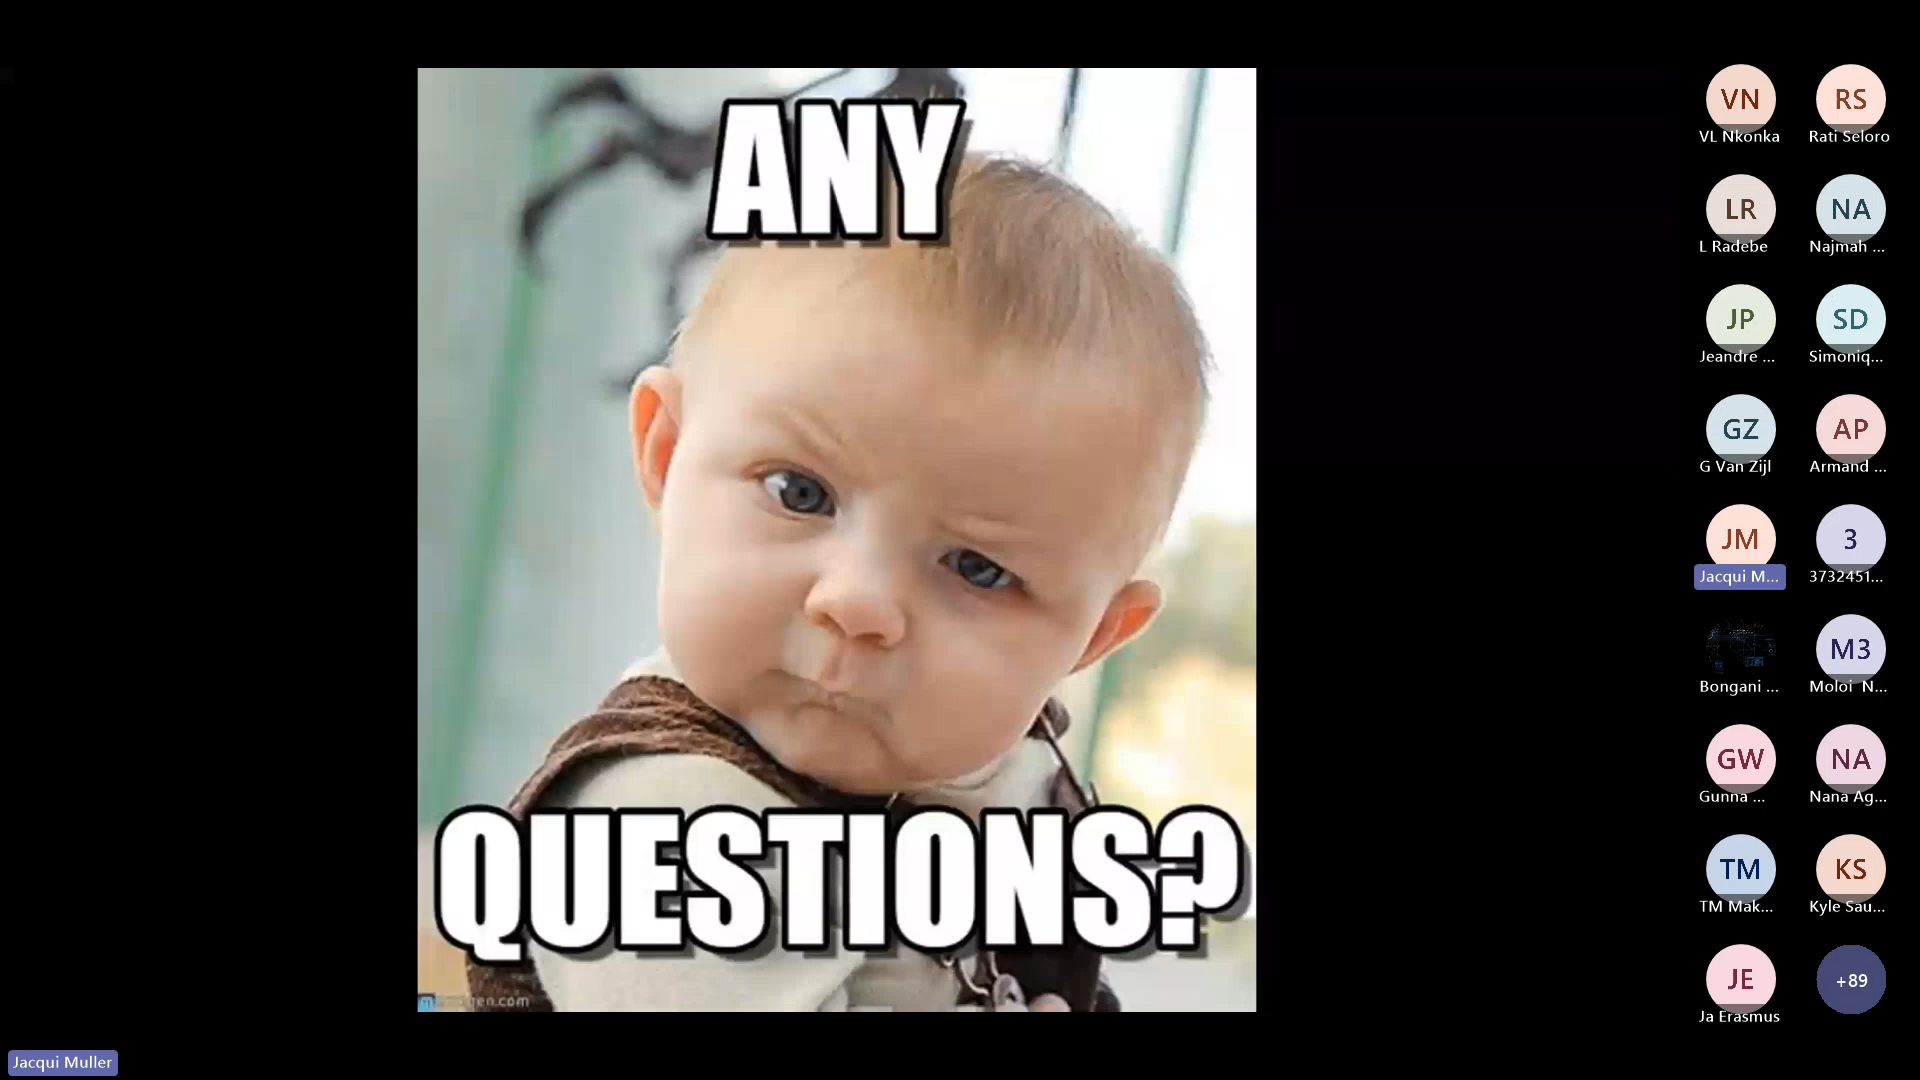 ANY
QUESTIONS?
VN
VL Nkonka
RS
Rati Seloro
LR
L Radebe
NA
Najmah ...
JP
Jeandre ...
SD
Simoniq...
GZ
G Van Zijl
AP
Armand ...
JM
Jacqui M...
3
3732451...
Bongani ...
M3
Moloi N...
GW
Gunna ...
NA
Nana Ag...
TM
TM Mak...
KS
Kyle Sau...
JE
Ja Erasmus
+89
Jacqui Muller